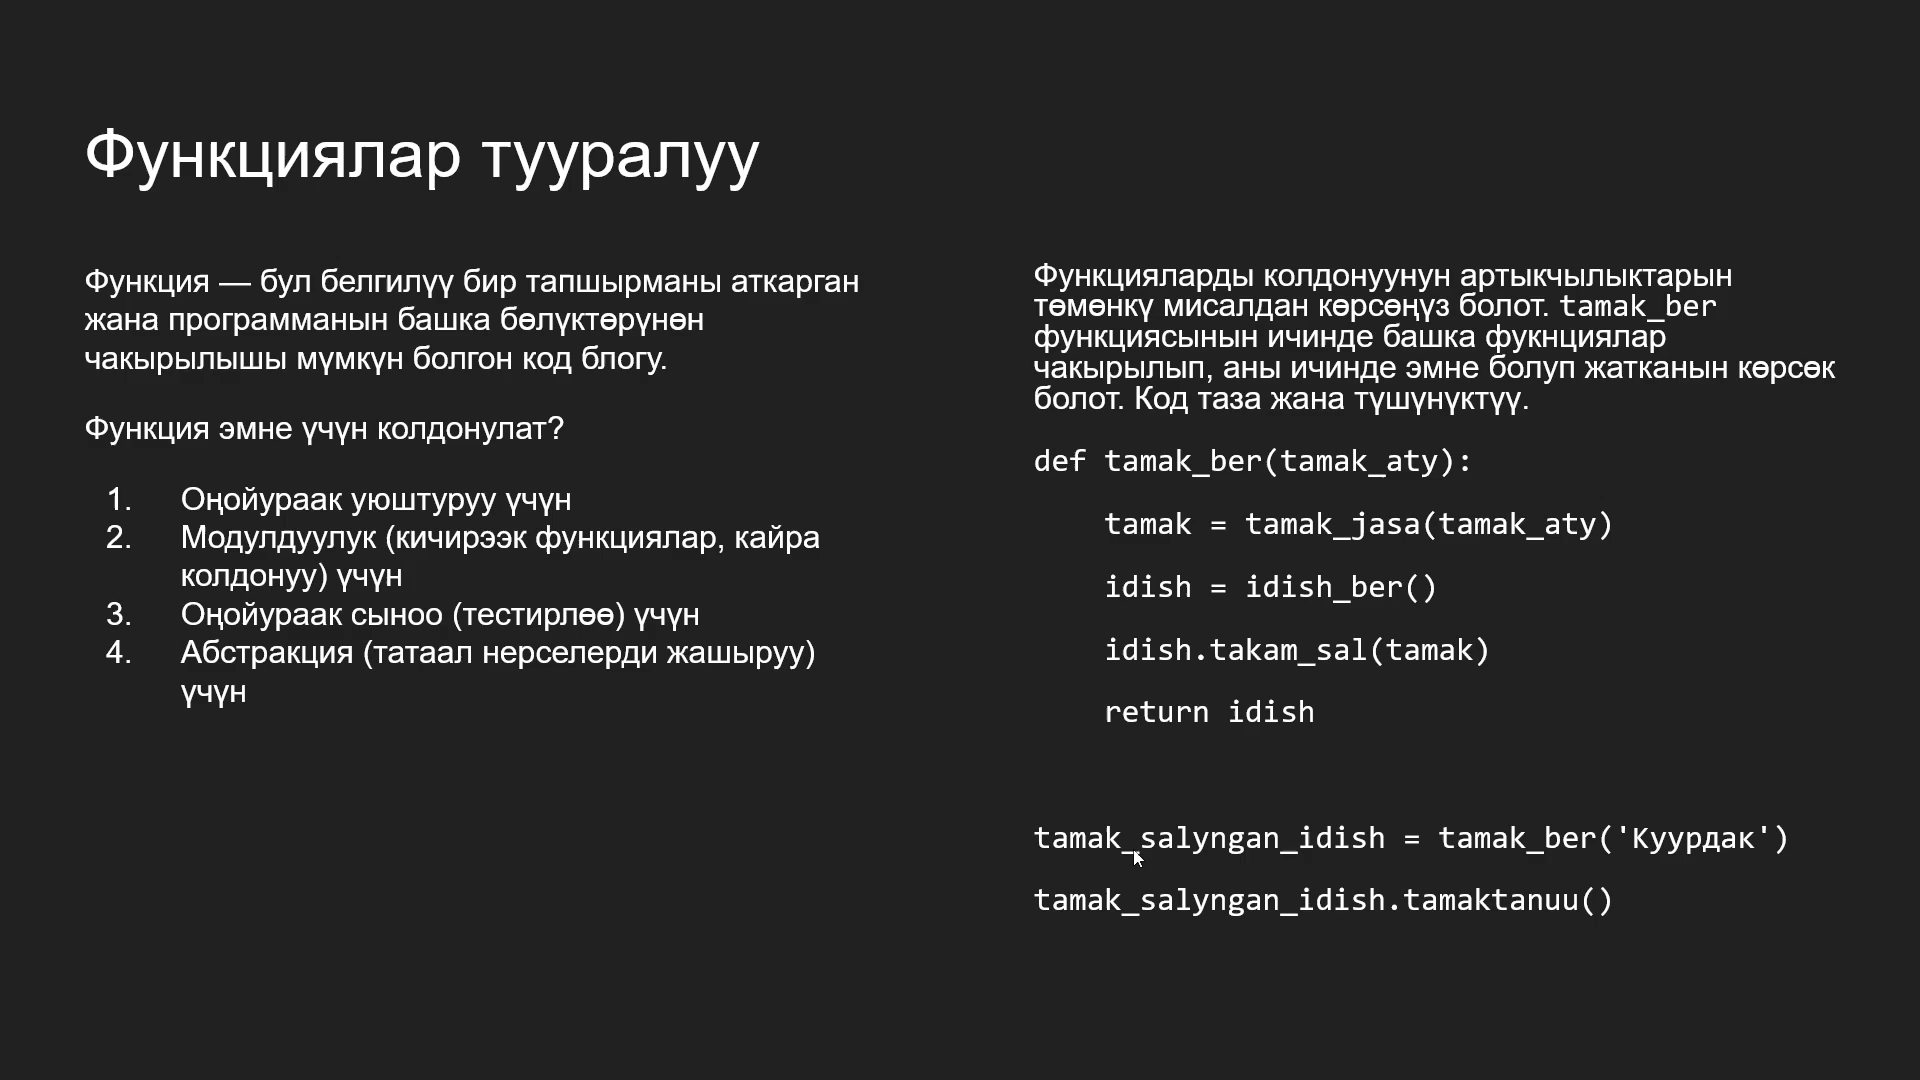 Функциялар тууралуу
Функция — бул белгилүү бир тапшырманы аткарган
жана программанын башка бөлүктөрүнөн
чакырылышы мүмкүн болгон код блогу.
Функция эмне үчүн колдонулат?
1. Оңойураак уюштуруу үчүн
2. Модулдуулук (кичирээк функциялар, кайра
колдонуу) үчүн
3. Оңойураак сыноо (тестирлөө) үчүн
4. Абстракция (татаал нерселерди жашыруу)
үчүн
Функцияларды колдонуунун артыкчылыктарын
төмөнкү мисалдан көрсөңүз болот. tamak_ber
функциясынын ичинде башка фукнциялар
чакырылып, аны ичинде эмне болуп жатканын көрсөк
болот. Код таза жана түшүнүктүү.
def tamak_ber(tamak_aty):
    tamak = tamak_jasa(tamak_aty)
    idish = idish_ber()
    idish.takam_sal(tamak)
    return idish
tamak_salyngan_idish = tamak_ber('Куурдак')
tamak_salyngan_idish.tamaktanuu()